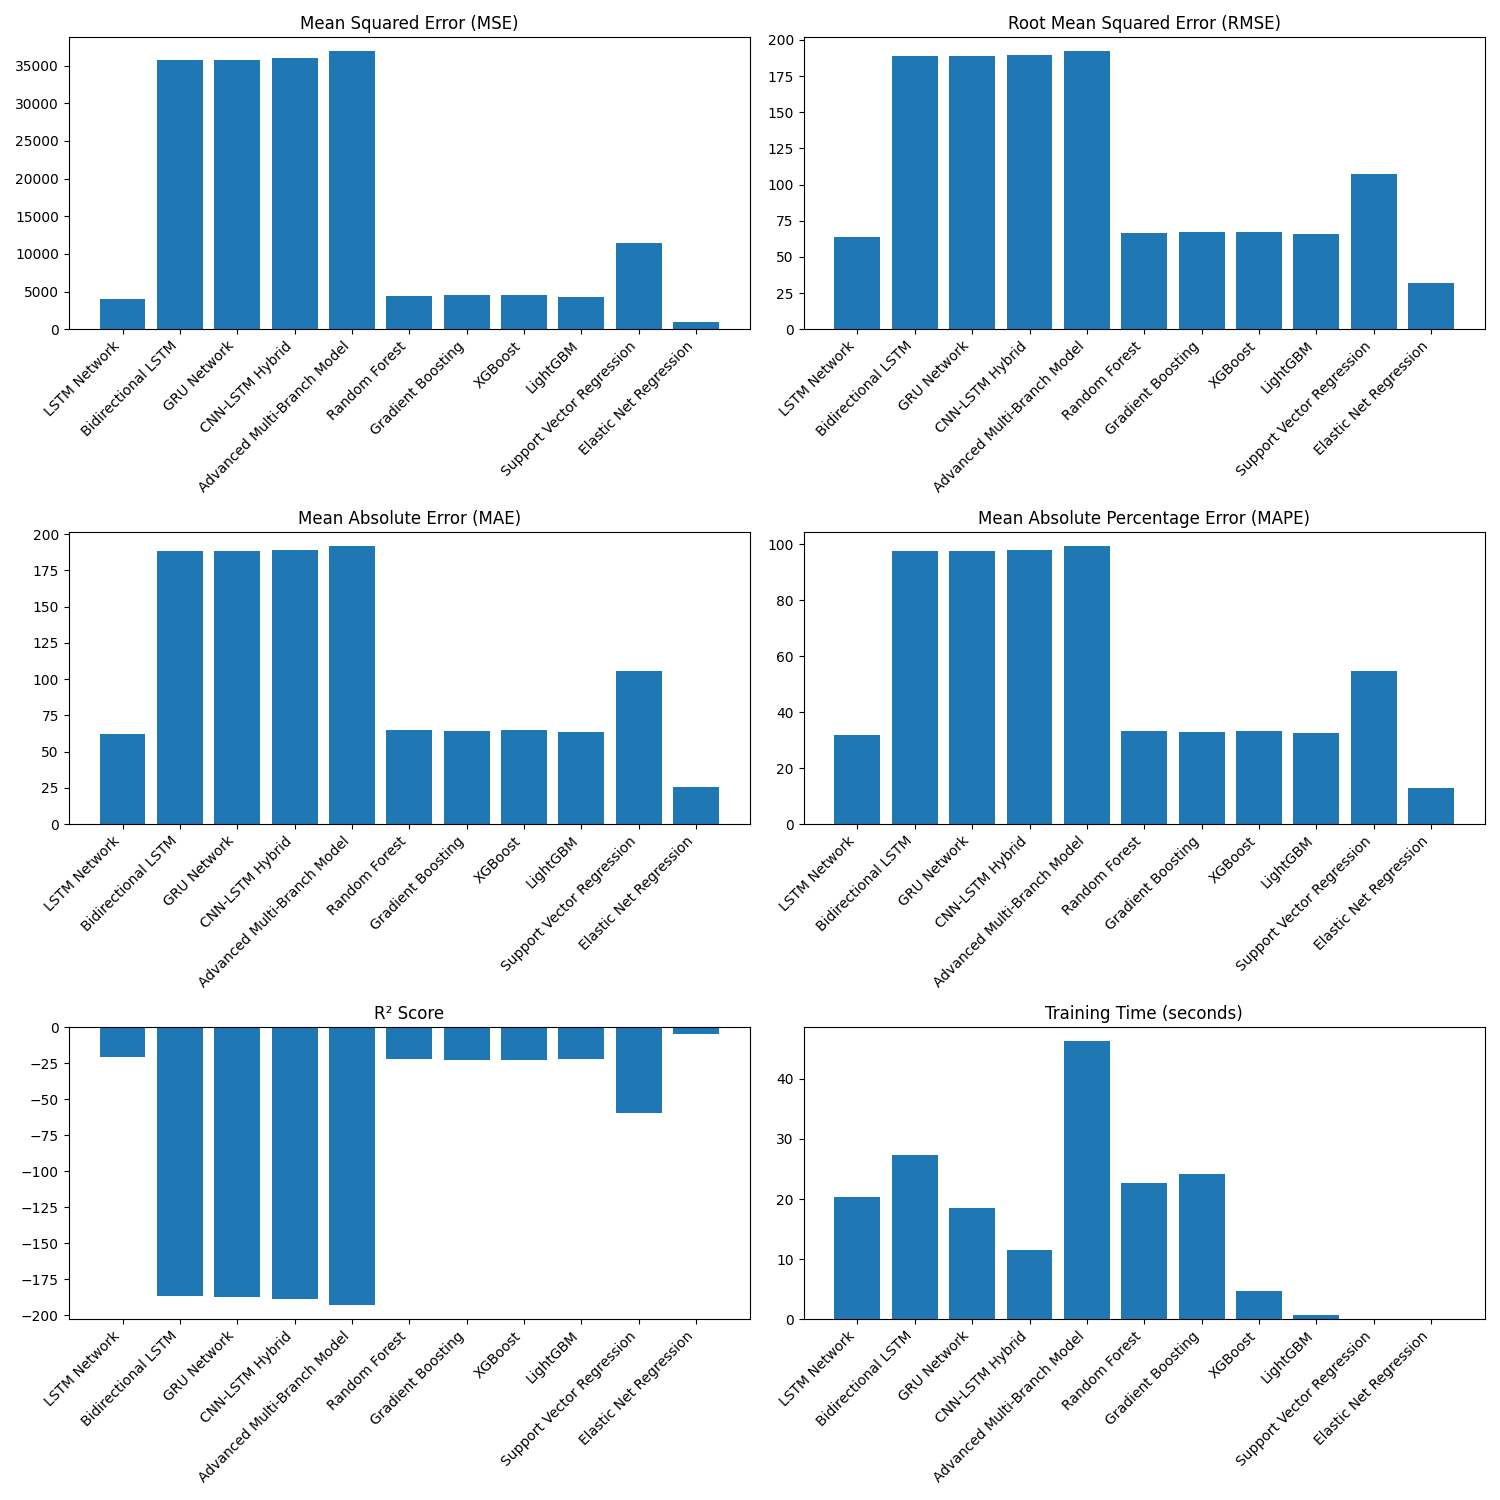 Mean Squared Error (MSE)
35000
30000
25000
20000
15000
10000
5000
0
LSTM Network
Bidirectional LSTM
GRU Network
CNN-LSTM Hybrid
Advanced Multi-Branch Model
Random Forest
Gradient Boosting
XGBoost
LightGBM
Support Vector Regression
Elastic Net Regression
Root Mean Squared Error (RMSE)
200
175
150
125
100
75
50
25
0
LSTM Network
Bidirectional LSTM
GRU Network
CNN-LSTM Hybrid
Advanced Multi-Branch Model
Random Forest
Gradient Boosting
XGBoost
LightGBM
Support Vector Regression
Elastic Net Regression
Mean Absolute Error (MAE)
200
175
150
125
100
75
50
25
0
LSTM Network
Bidirectional LSTM
GRU Network
CNN-LSTM Hybrid
Advanced Multi-Branch Model
Random Forest
Gradient Boosting
XGBoost
LightGBM
Support Vector Regression
Elastic Net Regression
Mean Absolute Percentage Error (MAPE)
100
80
60
40
20
0
LSTM Network
Bidirectional LSTM
GRU Network
CNN-LSTM Hybrid
Advanced Multi-Branch Model
Random Forest
Gradient Boosting
XGBoost
LightGBM
Support Vector Regression
Elastic Net Regression
R² Score
0
−25
−50
−75
−100
−125
−150
−175
−200
LSTM Network
Bidirectional LSTM
GRU Network
CNN-LSTM Hybrid
Advanced Multi-Branch Model
Random Forest
Gradient Boosting
XGBoost
LightGBM
Support Vector Regression
Elastic Net Regression
Training Time (seconds)
40
30
20
10
0
LSTM Network
Bidirectional LSTM
GRU Network
CNN-LSTM Hybrid
Advanced Multi-Branch Model
Random Forest
Gradient Boosting
XGBoost
LightGBM
Support Vector Regression
Elastic Net Regression